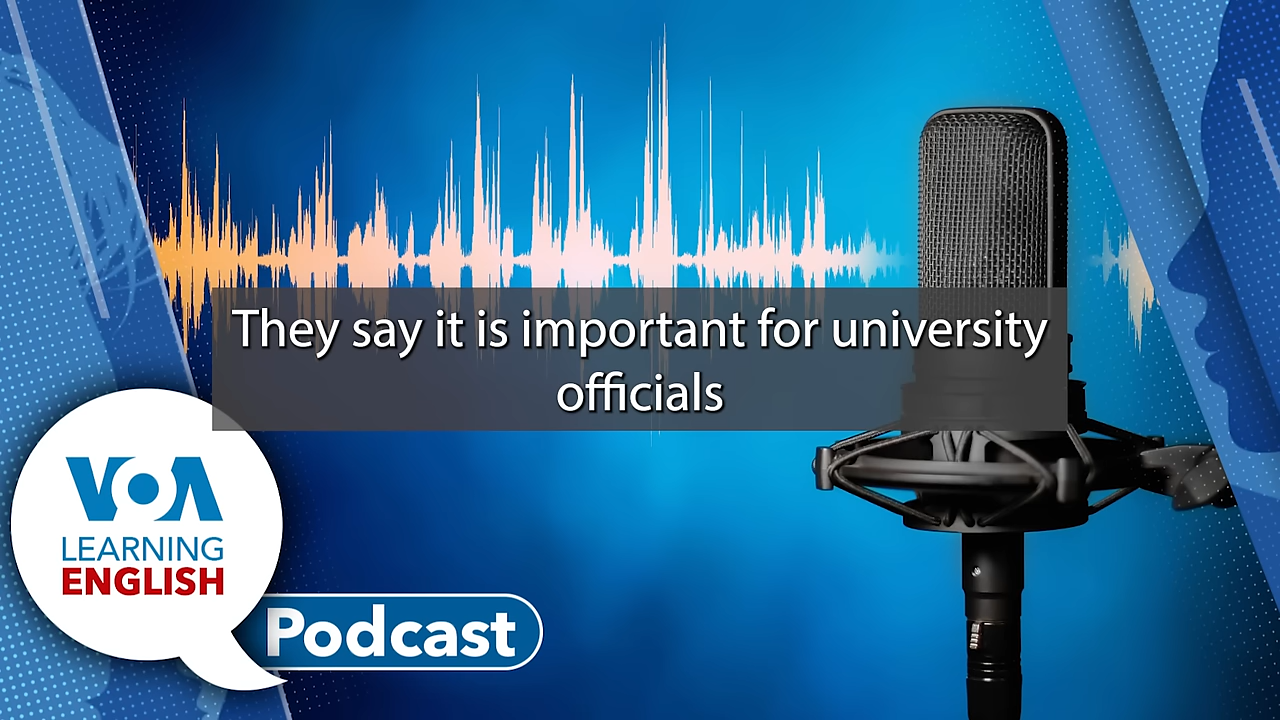 They say it is important for university
officials
VOA
LEARNING
ENGLISH
Podcast